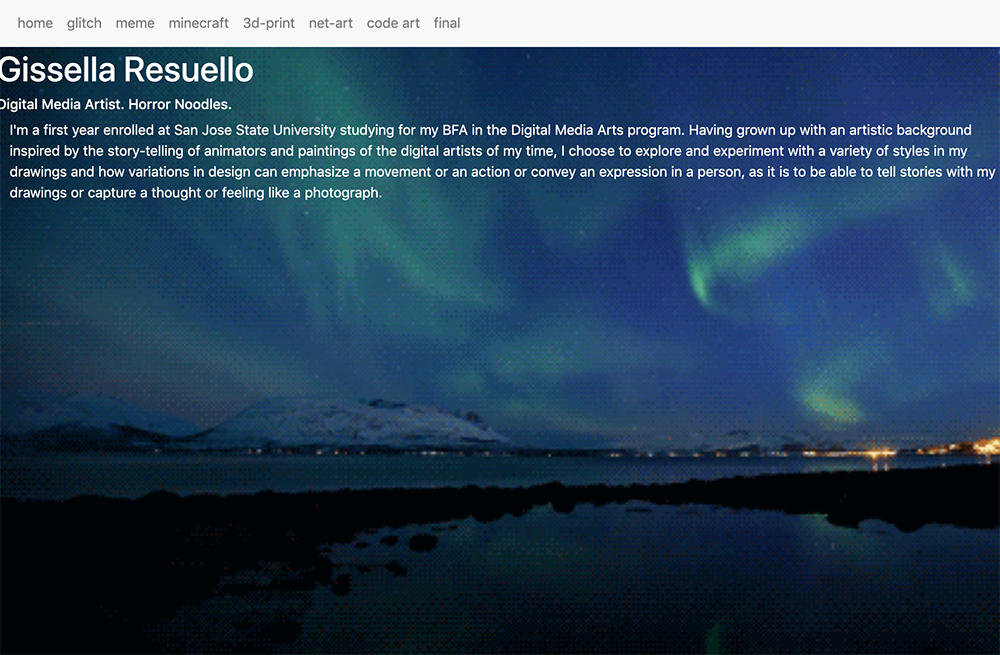 home glitch meme minecraft 3d-print net-art code art final
Gissella Resuello
Digital Media Artist. Horror Noodles.
I'm a first year enrolled at San Jose State University studying for my BFA in the Digital Media Arts program. Having grown up with an artistic background
inspired by the story-telling of animators and paintings of the digital artists of my time, I choose to explore and experiment with a variety of styles in my
drawings and how variations in design can emphasize a movement or an action or convey an expression in a person, as it is to be able to tell stories with my
drawings or capture a thought or feeling like a photograph.